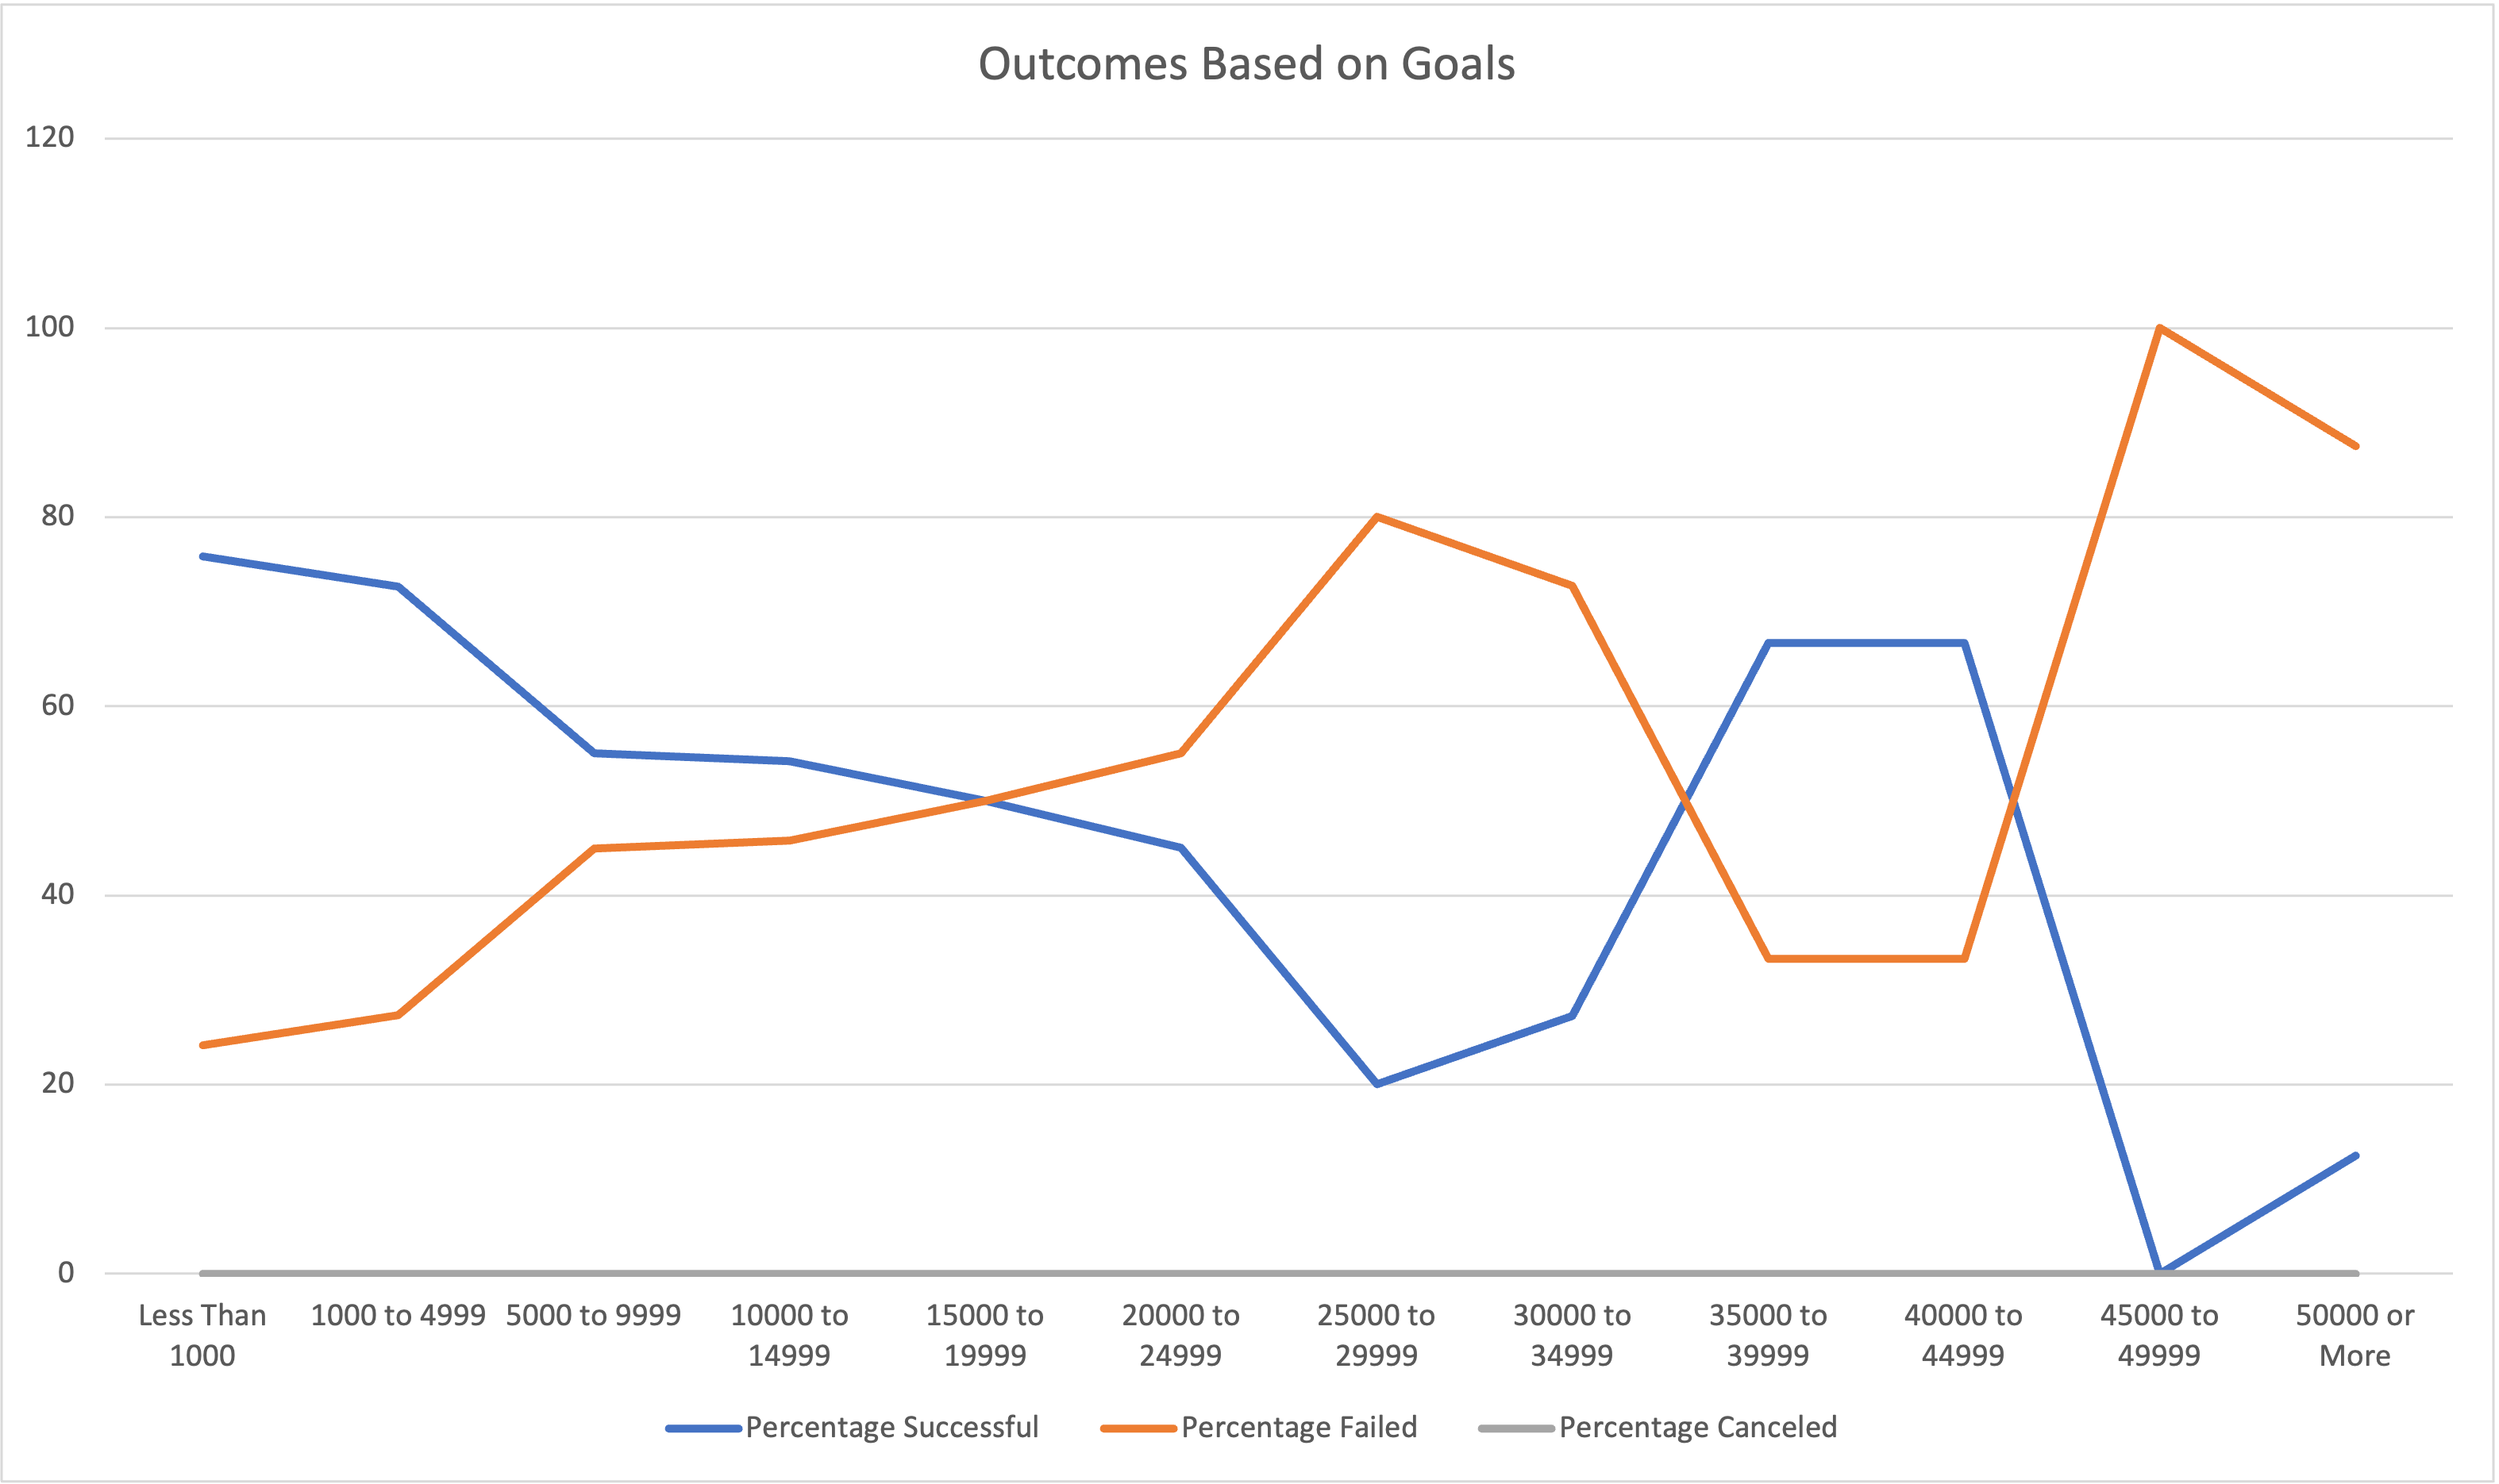 Outcomes Based on Goals
120
100
80
60
40
20
0
Less Than 1000
1000 to 4999
5000 to 9999
10000 to 14999
15000 to 19999
20000 to 24999
25000 to 29999
30000 to 34999
35000 to 39999
40000 to 44999
45000 to 49999
50000 or More
Percentage Successful
Percentage Failed
Percentage Canceled